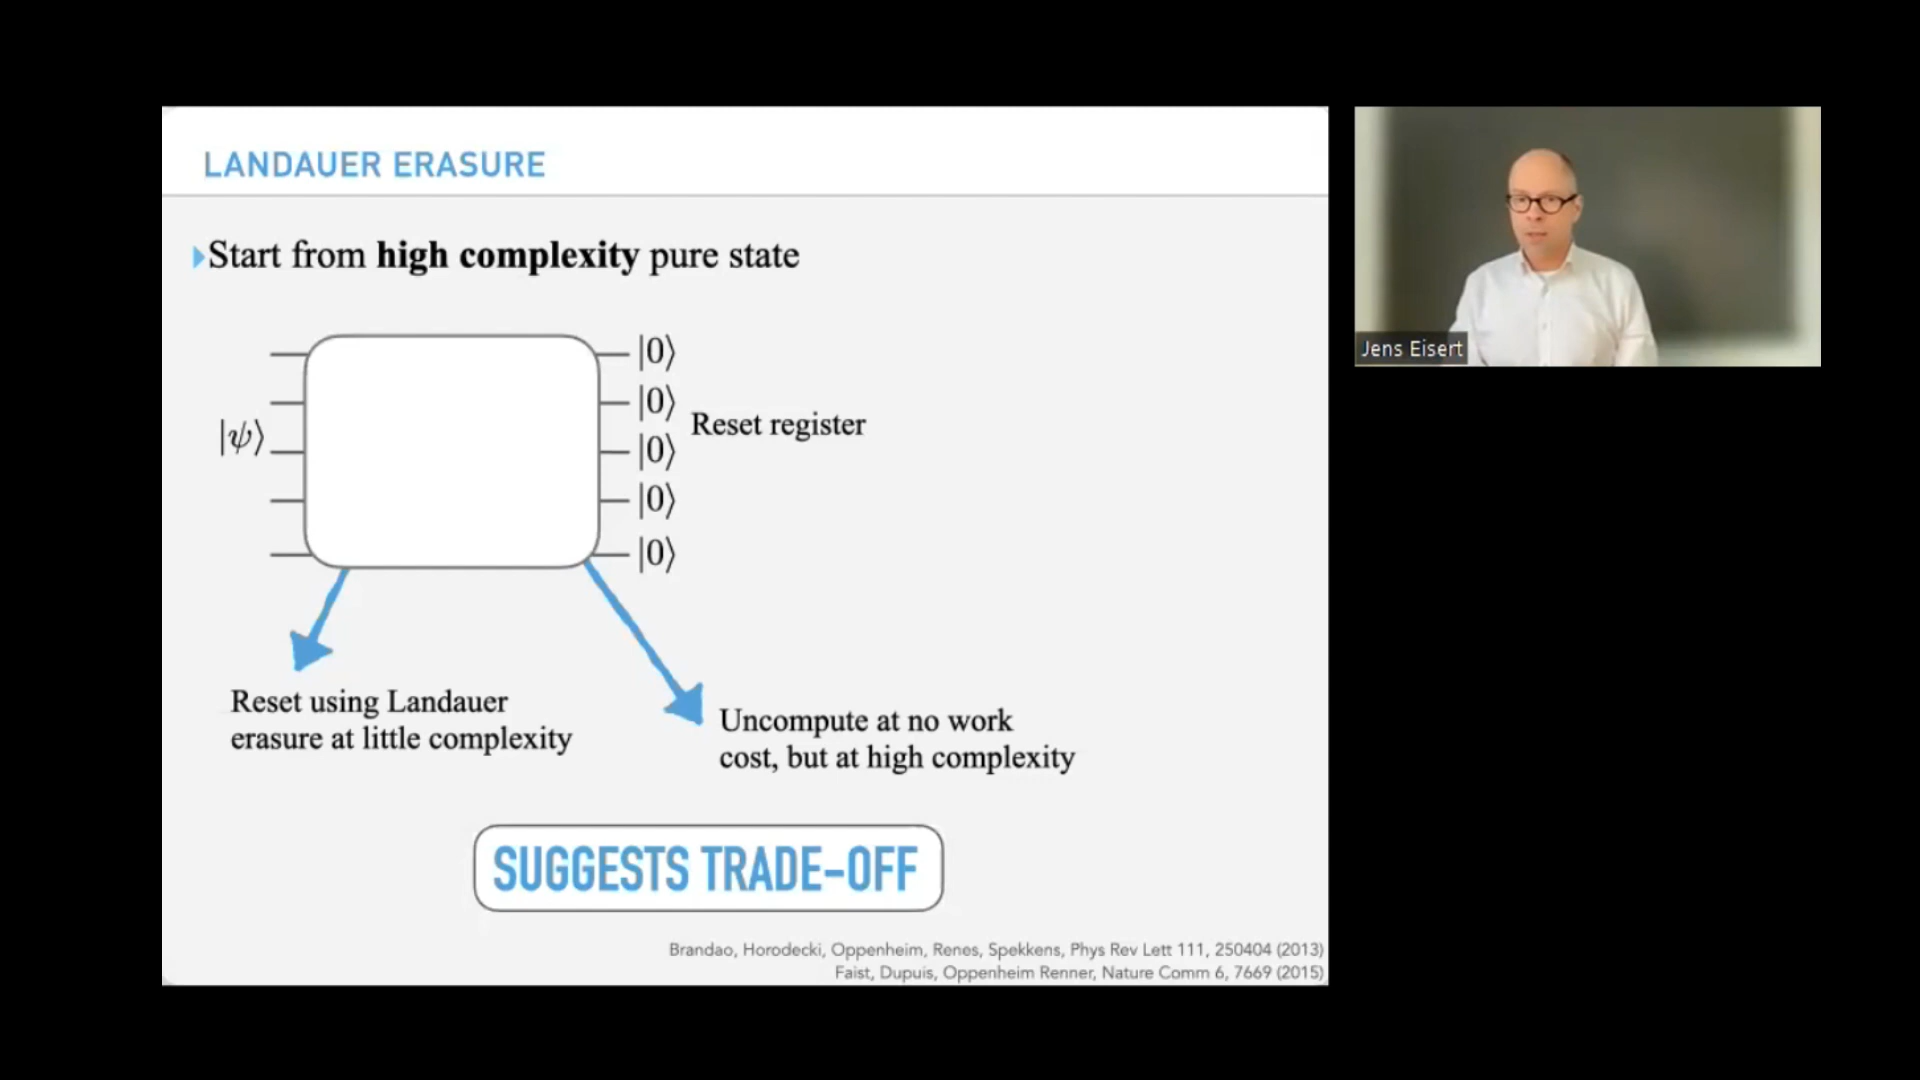 LANDAUER ERASURE
Start from high complexity pure state
|ψ⟩
|0⟩
|0⟩
|0⟩
|0⟩
|0⟩
Reset register
Reset using Landauer
erasure at little complexity
Uncompute at no work
cost, but at high complexity
SUGGESTS TRADE-OFF
Brandao, Horodecki, Oppenheim, Renes, Spekkens, Phys Rev Lett 111, 250404 (2013)
Faist, Dupuis, Oppenheim Renner, Nature Comm 6, 7669 (2015)
Jens Eisert